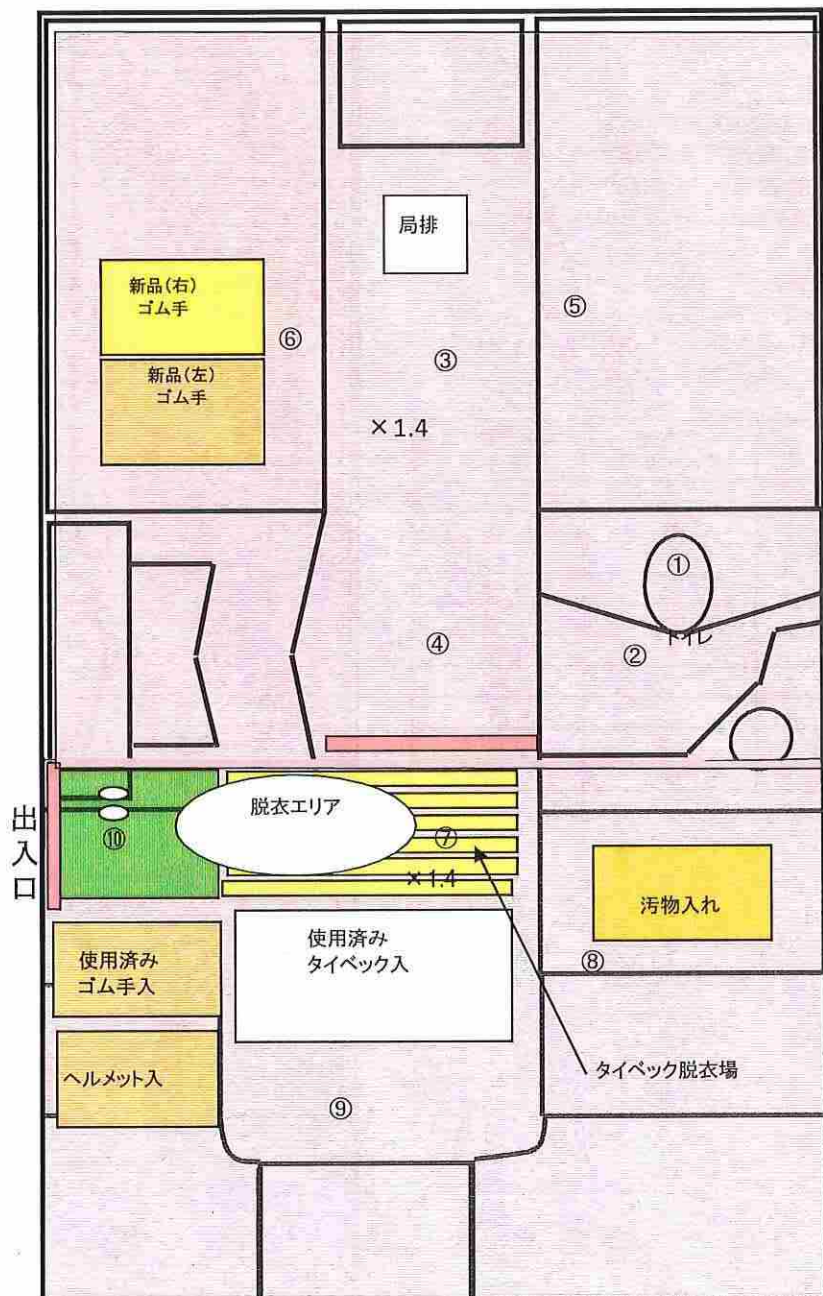 局排
新品(右)
ゴム手
⑤
⑥
③
新品(左)
ゴム手
×1.4
①
④
②
トイレ
出入口
脱衣エリア
⑩
⑦
×1.4
汚物入れ
使用済み
タイベック入
使用済み
ゴム手入
⑧
ヘルメット入
タイベック脱衣場
⑨